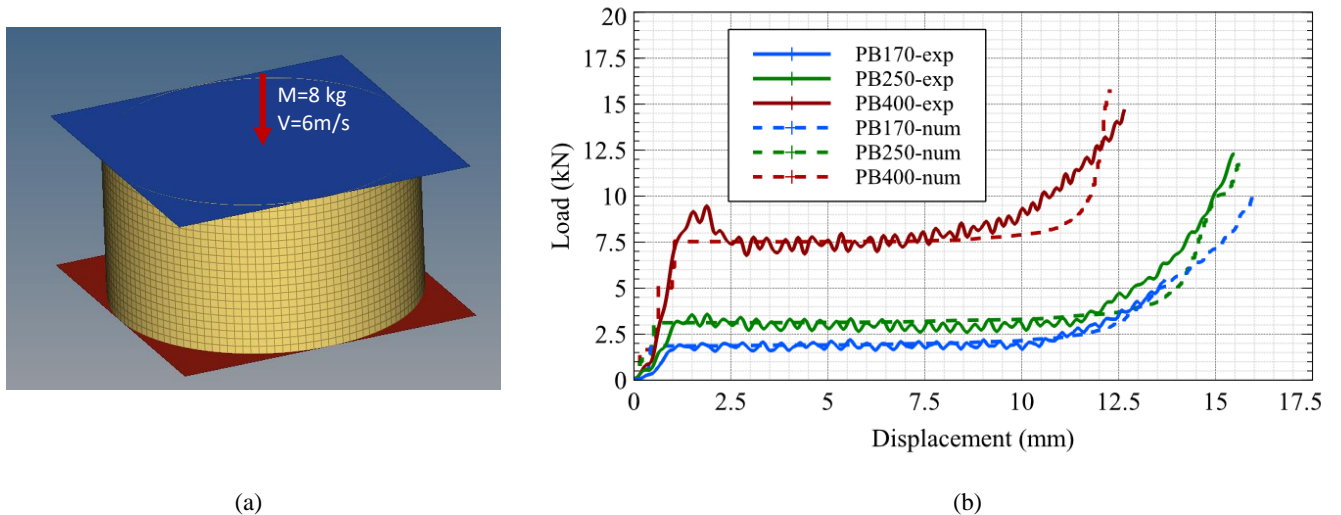 M=8 kg
V=6m/s
20
17.5
15
12.5
10
7.5
5
2.5
0
Load (kN)
PB170-exp
PB250-exp
PB400-exp
PB170-num
PB250-num
PB400-num
0 2.5 5 7.5 10 12.5 15 17.5
Displacement (mm)
(a) (b)